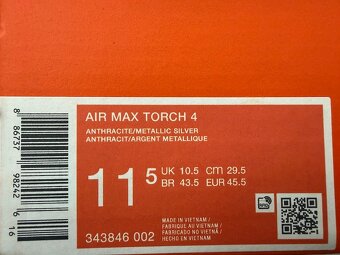 AIR MAX TORCH 4
ANTHRACITE/METALLIC SILVER
ANTHRACIT/ARGENT METALLIQUE
11 5
UK 10.5 CM 29.5
BR 43.5 EUR 45.5
343846 002
MADE IN VIETNAM /
FABRIQUE AU VIETNAM /
FABRICADO NO VIETNÃ /
HECHO EN VIETNAM